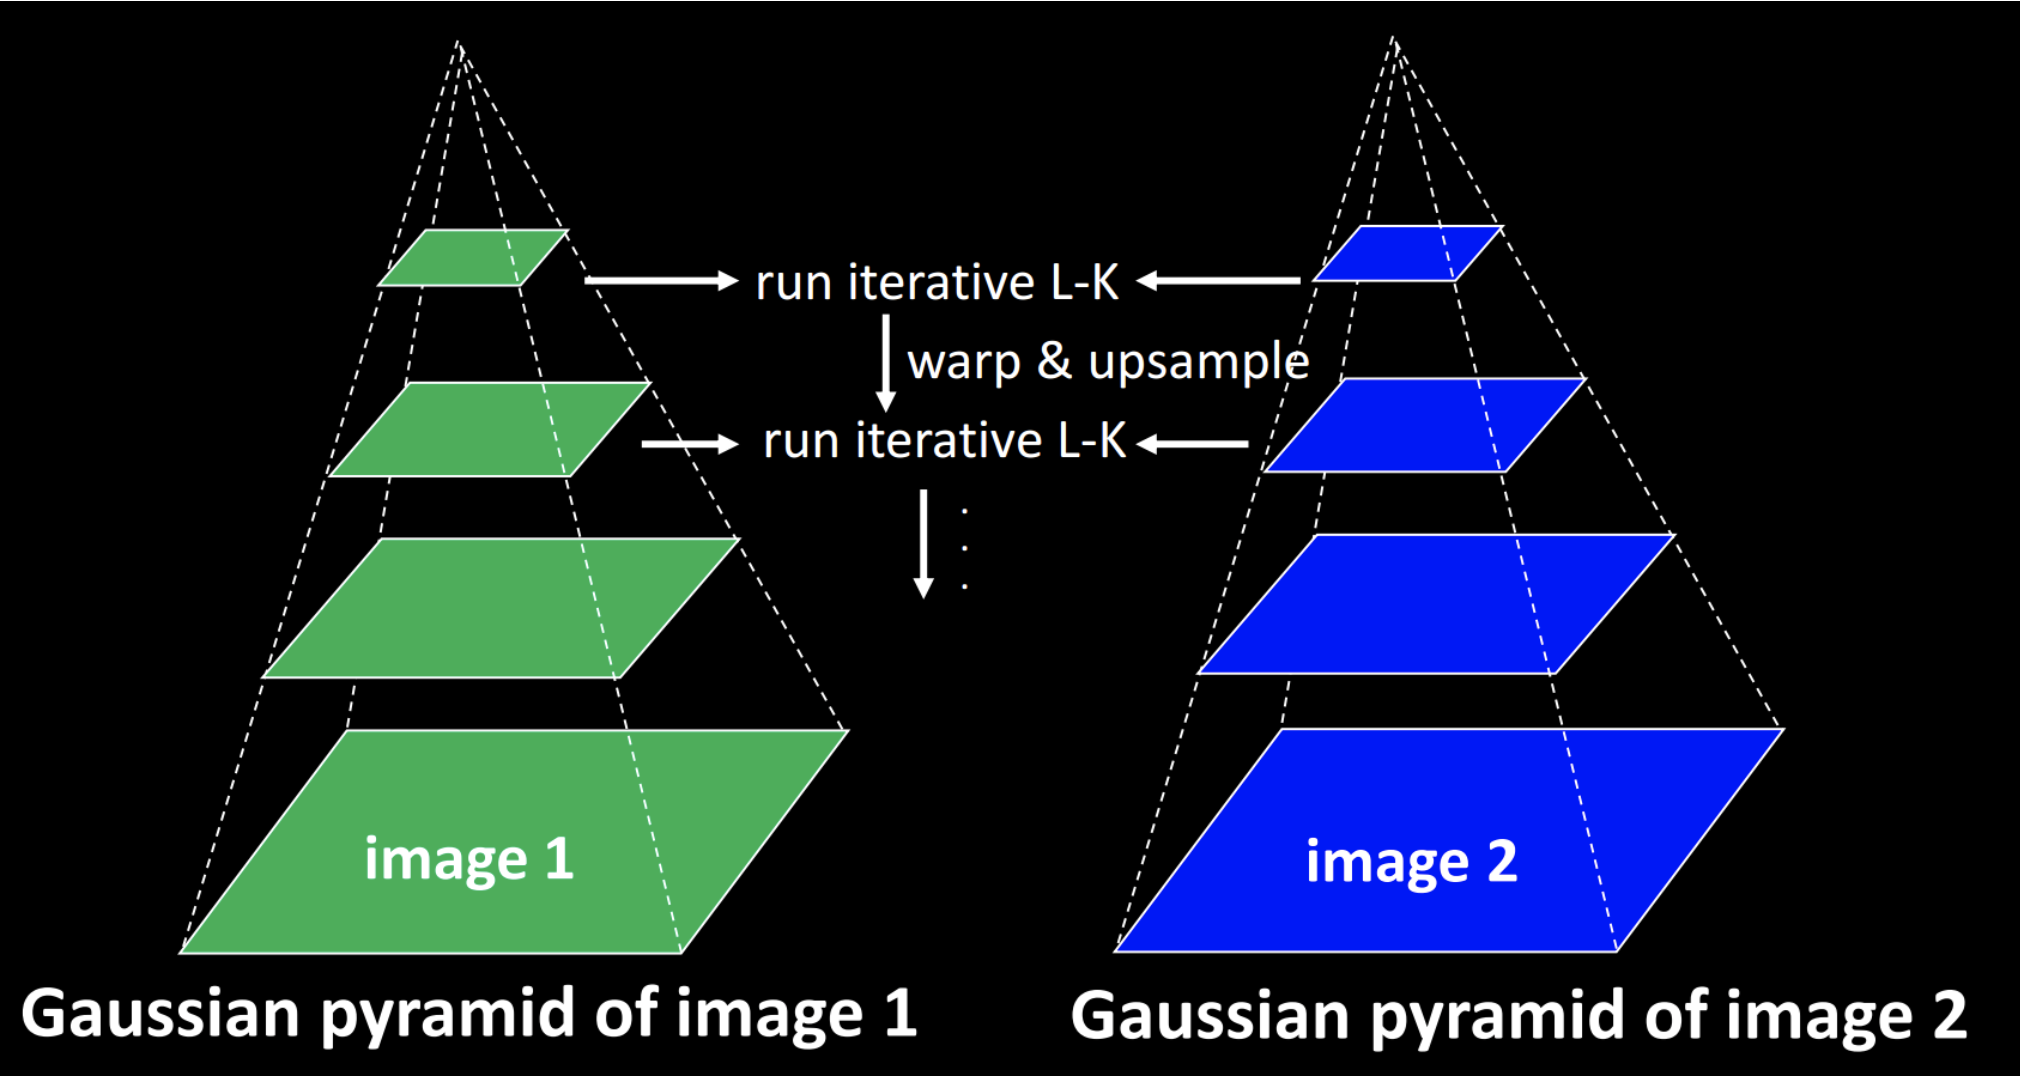 run iterative L-K
warp & upsample
run iterative L-K
.
.
.
image 1
image 2
Gaussian pyramid of image 1
Gaussian pyramid of image 2